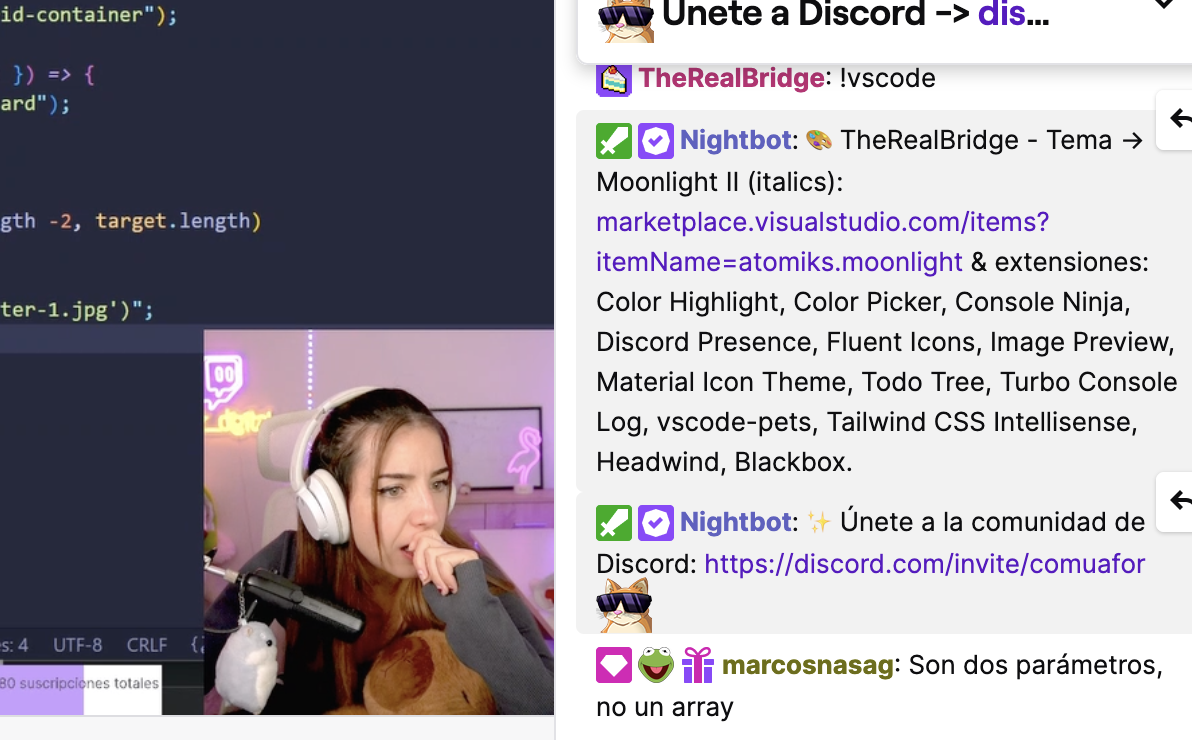 id-container");
}) => {
ard");
gth -2, target.length)
ter-1.jpg')";
s: 4 UTF-8 CRLF {
80 suscripciones totales
Únete a Discord -> dis...
TheRealBridge: !vscode
Nightbot: 🎨 TheRealBridge - Tema →
Moonlight II (italics):
marketplace.visualstudio.com/items?
itemName=atomiks.moonlight & extensiones:
Color Highlight, Color Picker, Console Ninja,
Discord Presence, Fluent Icons, Image Preview,
Material Icon Theme, Todo Tree, Turbo Console
Log, vscode-pets, Tailwind CSS Intellisense,
Headwind, Blackbox.
Nightbot: ✨ Únete a la comunidad de
Discord: https://discord.com/invite/comuafor
marcosnasag: Son dos parámetros,
no un array